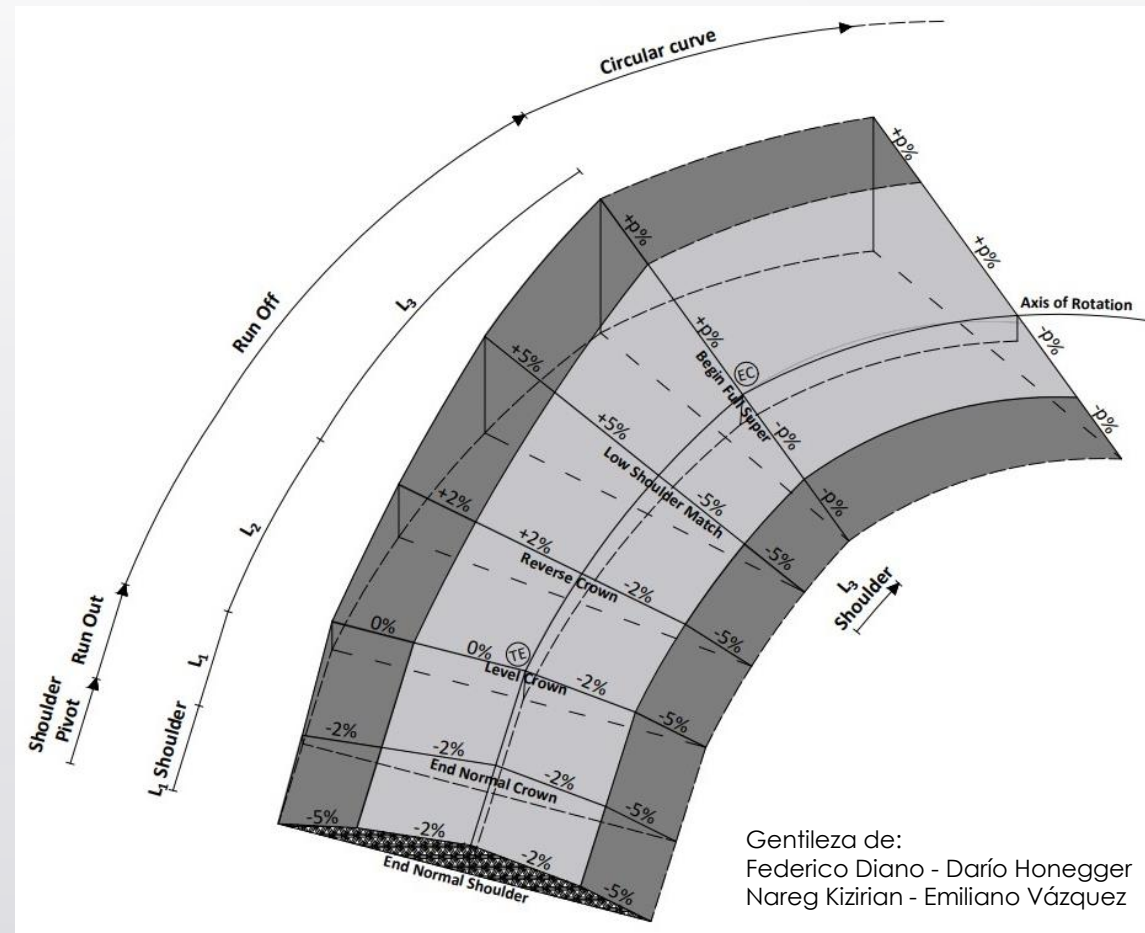 Circular curve
Run Off
Run Out
Shoulder
Pivot
L3
L2
L1
L1 Shoulder
+p%
+p%
+p%
+p%
Axis of Rotation
-p%
-p%
EC
Begin Full Super
-p%
-p%
+5%
+5%
Low Shoulder Match
-5%
-5%
+2%
+2%
Reverse Crown
-2%
-5%
L3
Shoulder
0%
0%
TE
Level Crown
-2%
-5%
-2%
-2%
End Normal Crown
-2%
-5%
-5%
-2%
-2%
-5%
End Normal Shoulder
Gentileza de:
Federico Diano - Darío Honegger
Nareg Kizirian - Emiliano Vázquez